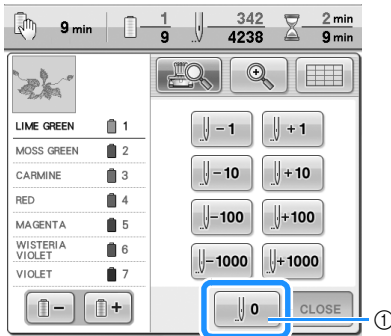 9 min
1
9
342
4238
2 min
9 min
LIME GREEN 1
MOSS GREEN 2
CARMINE 3
RED 4
MAGENTA 5
WISTERIA
VIOLET 6
VIOLET 7
-1
+1
-10
+10
-100
+100
-1000
+1000
-
+
0
CLOSE
1